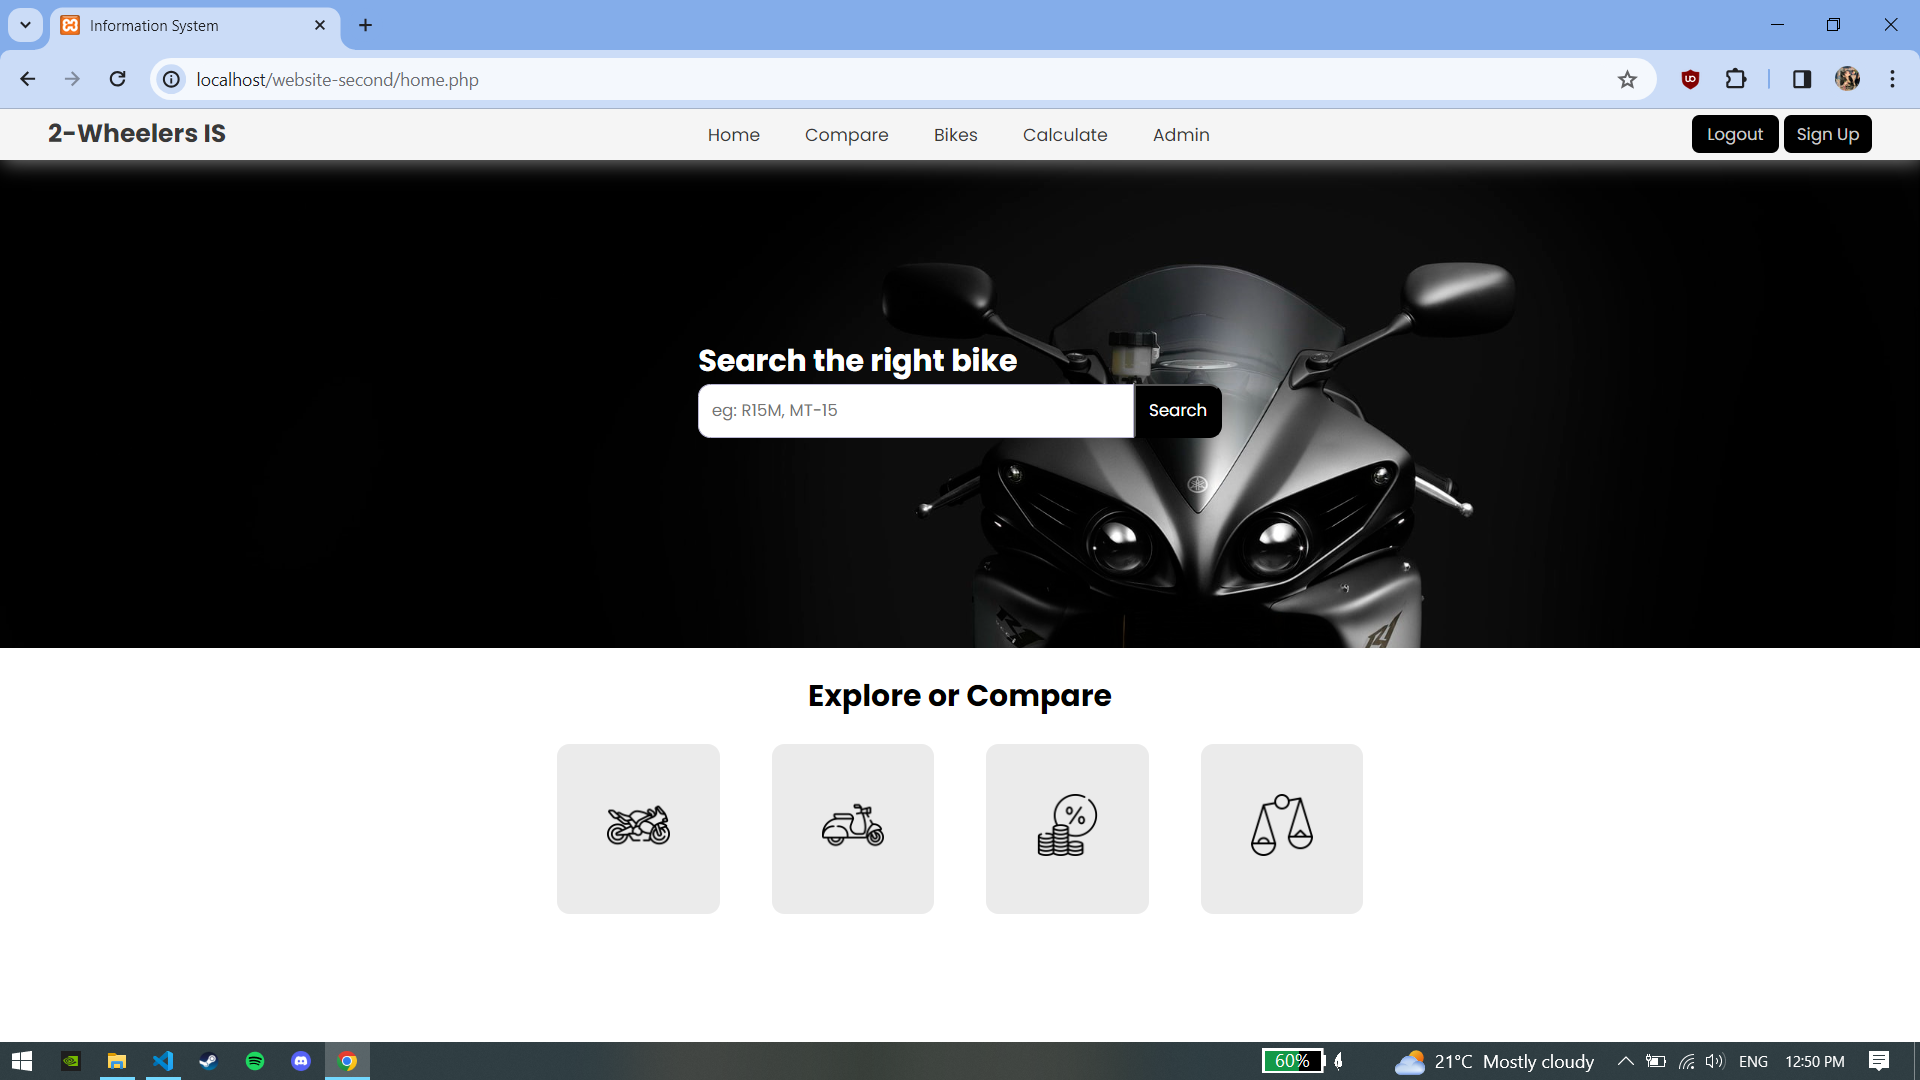 Information System
localhost/website-second/home.php
2-Wheelers IS
Home
Compare
Bikes
Calculate
Admin
Logout
Sign Up
Search the right bike
eg: R15M, MT-15
Search
Explore or Compare
%
60%
21°C Mostly cloudy
ENG
12:50 PM